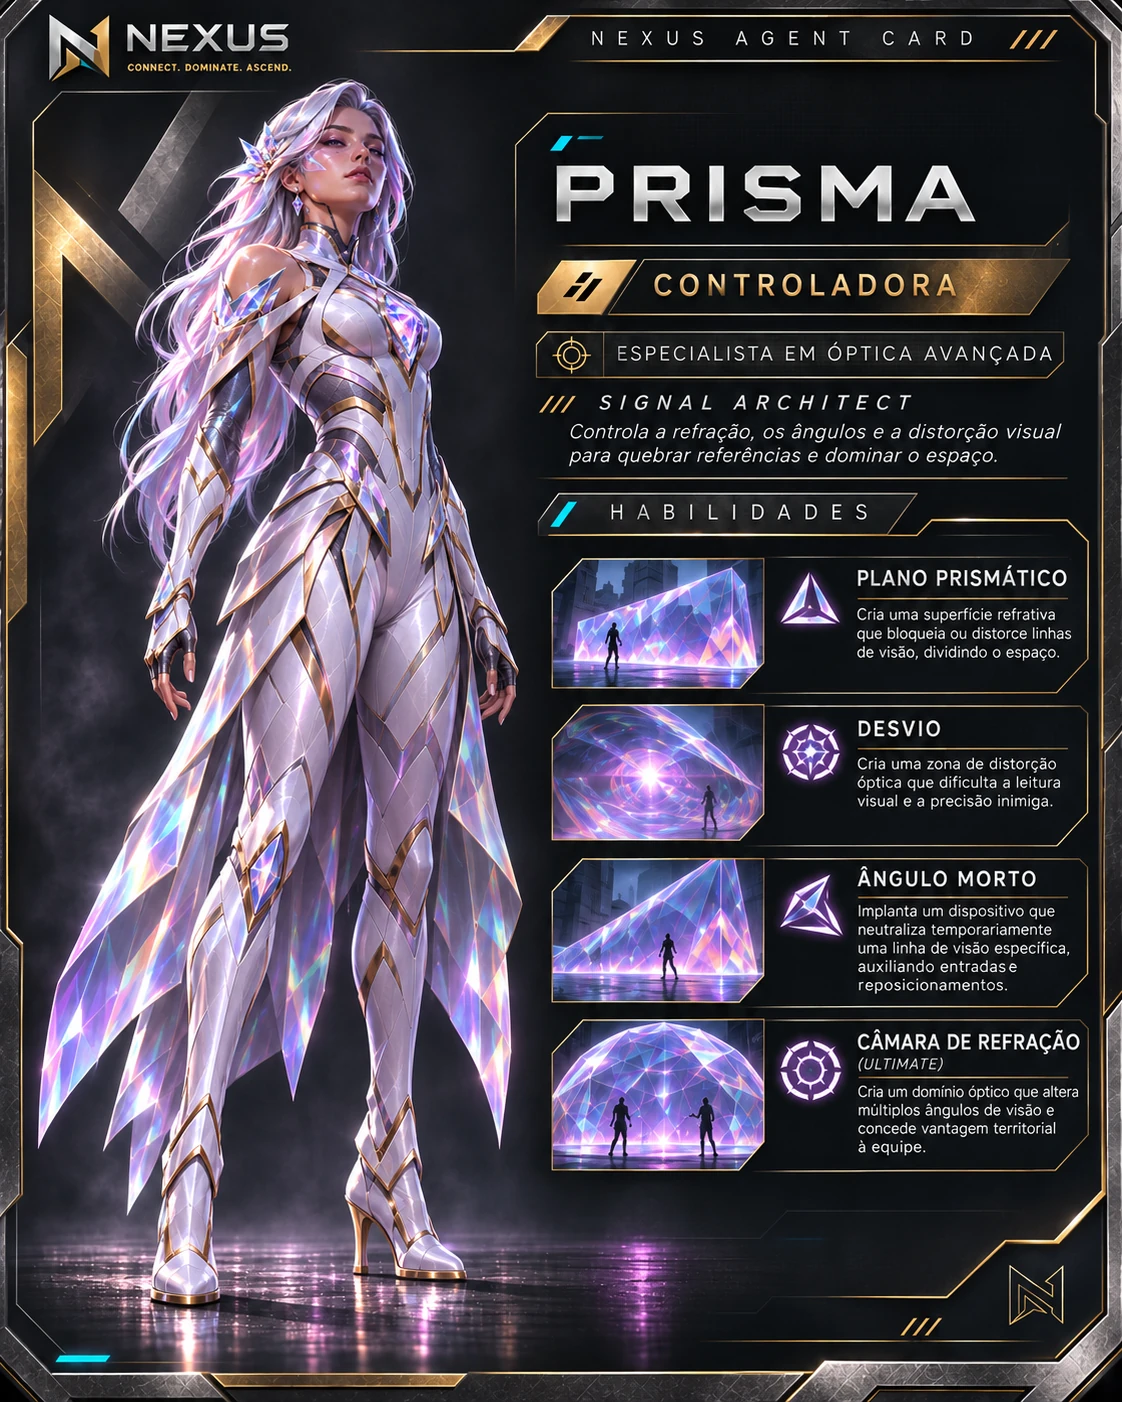 NEXUS
CONNECT. DOMINATE. ASCEND.
NEXUS AGENT CARD
PRISMA
CONTROLADORA
ESPECIALISTA EM ÓPTICA AVANÇADA
SIGNAL ARCHITECT
Controla a refração, os ângulos e a distorção visual
para quebrar referências e dominar o espaço.
HABILIDADES
PLANO PRISMÁTICO
Cria uma superfície refrativa
que bloqueia ou distorce linhas
de visão, dividindo o espaço.
DESVIO
Cria uma zona de distorção
óptica que dificulta a leitura
visual e a precisão inimiga.
ÂNGULO MORTO
Implanta um dispositivo que
neutraliza temporariamente
uma linha de visão específica,
auxiliando entradas e
reposicionamentos.
CÂMARA DE REFRAÇÃO
(ULTIMATE)
Cria um domínio óptico que altera
múltiplos ângulos de visão e
concede vantagem territorial
à equipe.